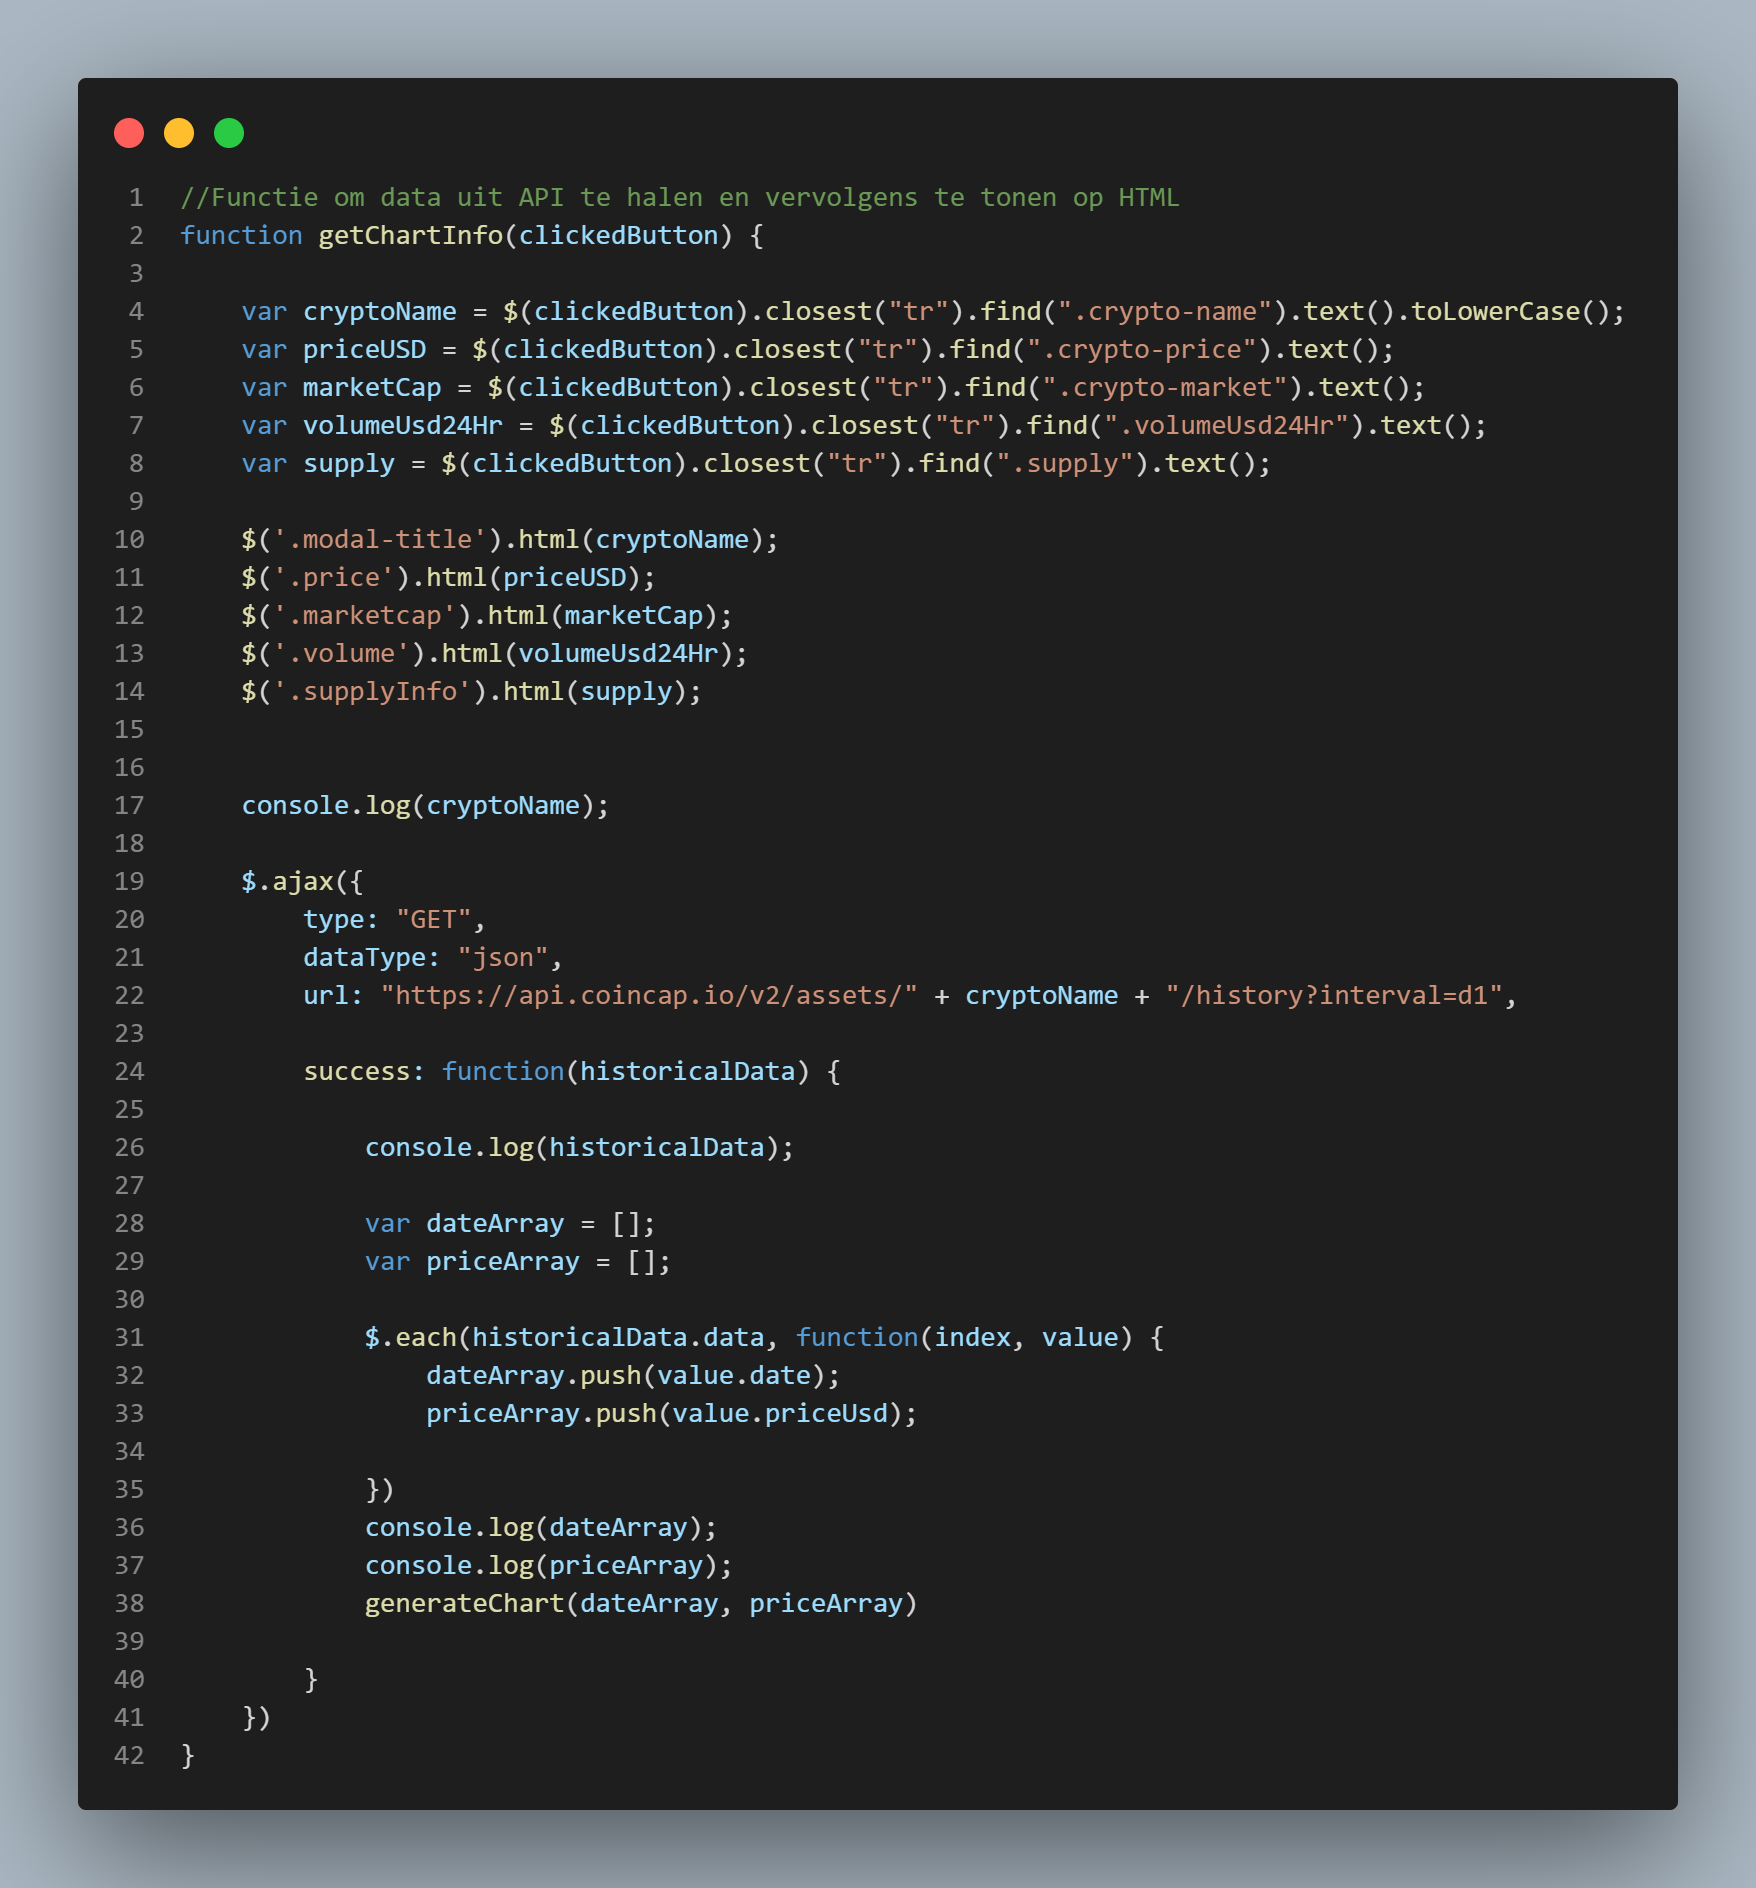 1 //Functie om data uit API te halen en vervolgens te tonen op HTML
2 function getChartInfo(clickedButton) {
3
4     var cryptoName = $(clickedButton).closest("tr").find(".crypto-name").text().toLowerCase();
5     var priceUSD = $(clickedButton).closest("tr").find(".crypto-price").text();
6     var marketCap = $(clickedButton).closest("tr").find(".crypto-market").text();
7     var volumeUsd24Hr = $(clickedButton).closest("tr").find(".volumeUsd24Hr").text();
8     var supply = $(clickedButton).closest("tr").find(".supply").text();
9
10     $('.modal-title').html(cryptoName);
11     $('.price').html(priceUSD);
12     $('.marketcap').html(marketCap);
13     $('.volume').html(volumeUsd24Hr);
14     $('.supplyInfo').html(supply);
15
16
17     console.log(cryptoName);
18
19     $.ajax({
20         type: "GET",
21         dataType: "json",
22         url: "https://api.coincap.io/v2/assets/" + cryptoName + "/history?interval=d1",
23
24         success: function(historicalData) {
25
26             console.log(historicalData);
27
28             var dateArray = [];
29             var priceArray = [];
30
31             $.each(historicalData.data, function(index, value) {
32                 dateArray.push(value.date);
33                 priceArray.push(value.priceUsd);
34
35             })
36             console.log(dateArray);
37             console.log(priceArray);
38             generateChart(dateArray, priceArray)
39
40         }
41     })
42 }